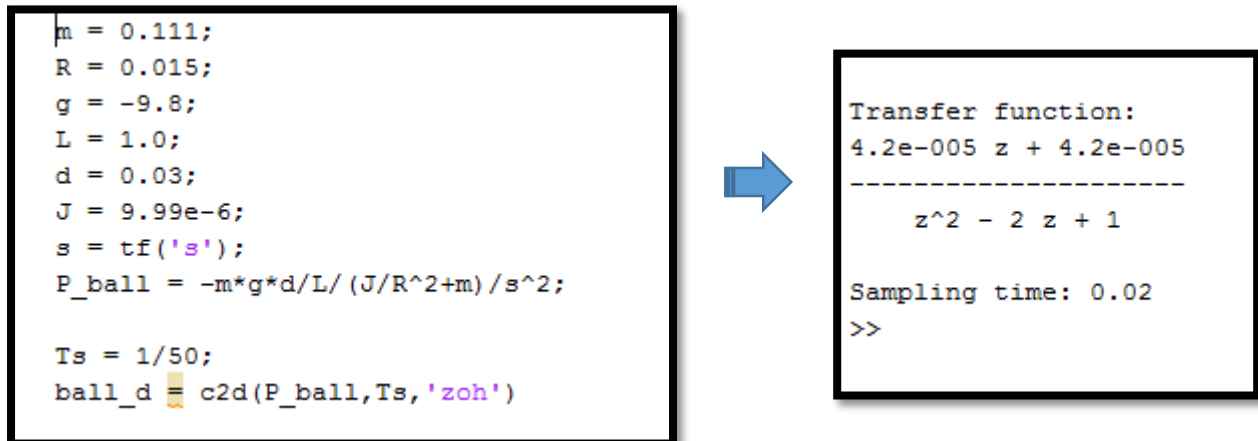 m = 0.111;
R = 0.015;
g = -9.8;
L = 1.0;
d = 0.03;
J = 9.99e-6;
s = tf('s');
P_ball = -m*g*d/L/(J/R^2+m)/s^2;
Ts = 1/50;
ball_d = c2d(P_ball,Ts,'zoh')
Transfer function:
4.2e-005 z + 4.2e-005
---------------------
z^2 - 2 z + 1
Sampling time: 0.02
>>